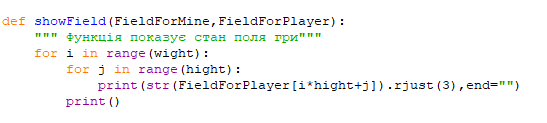 def showField(FieldForMine,FieldForPlayer):
    """ Функція показує стан поля гри"""
    for i in range(wight):
        for j in range(hight):
            print(str(FieldForPlayer[i*hight+j]).rjust(3),end="")
        print()